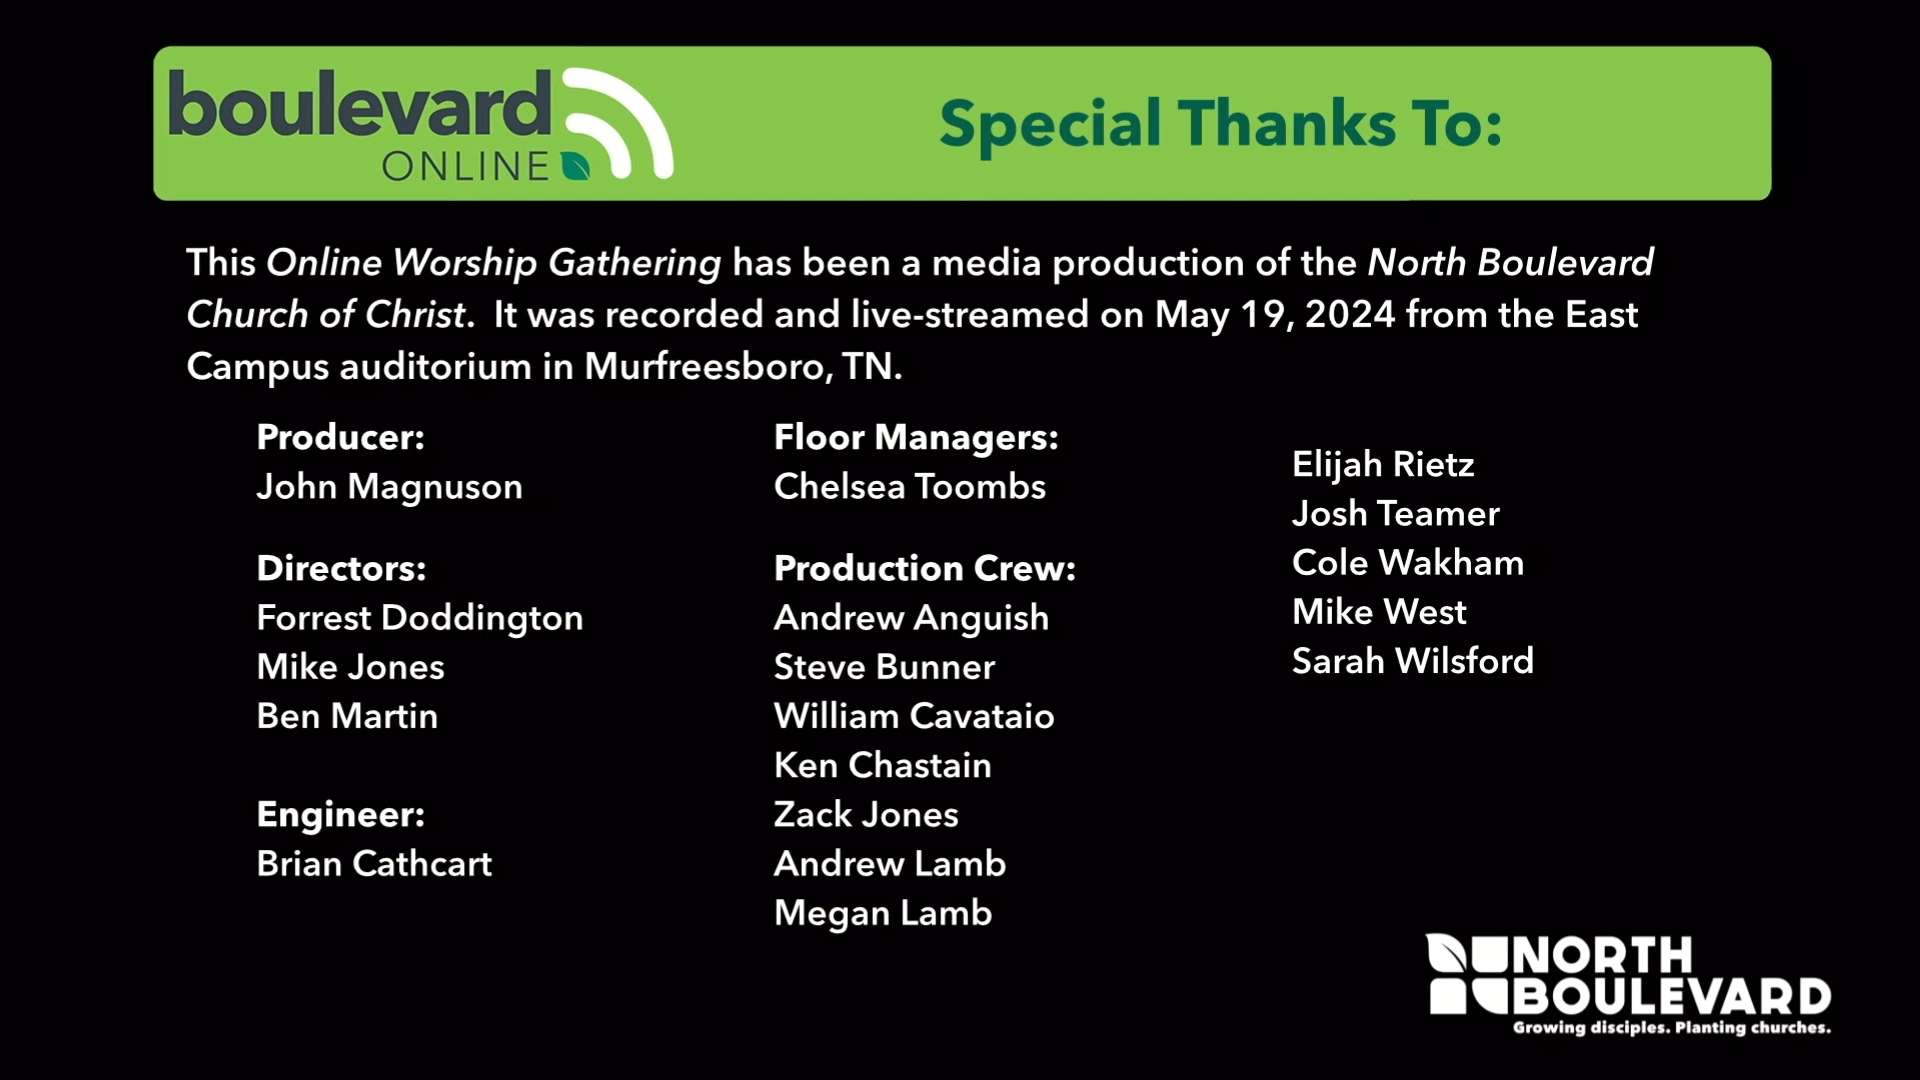 boulevard
ONLINE
Special Thanks To:
This Online Worship Gathering has been a media production of the North Boulevard
Church of Christ.  It was recorded and live-streamed on May 19, 2024 from the East
Campus auditorium in Murfreesboro, TN.
Producer:
John Magnuson
Directors:
Forrest Doddington
Mike Jones
Ben Martin
Engineer:
Brian Cathcart
Floor Managers:
Chelsea Toombs
Production Crew:
Andrew Anguish
Steve Bunner
William Cavataio
Ken Chastain
Zack Jones
Andrew Lamb
Megan Lamb
Elijah Rietz
Josh Teamer
Cole Wakham
Mike West
Sarah Wilsford
NORTH
BOULEVARD
Growing disciples. Planting churches.